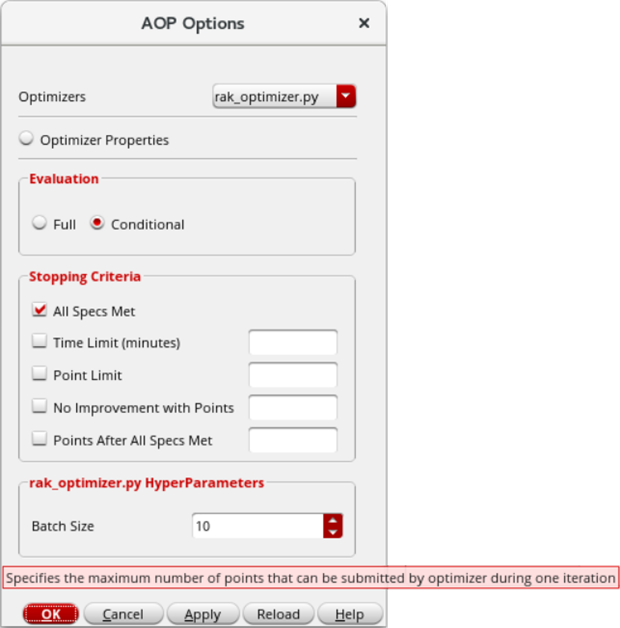 AOP Options
Optimizers rak_optimizer.py
Optimizer Properties
Evaluation
Full Conditional
Stopping Criteria
All Specs Met
Time Limit (minutes)
Point Limit
No Improvement with Points
Points After All Specs Met
rak_optimizer.py HyperParameters
Batch Size 10
Specifies the maximum number of points that can be submitted by optimizer during one iteration
OK Cancel Apply Reload Help